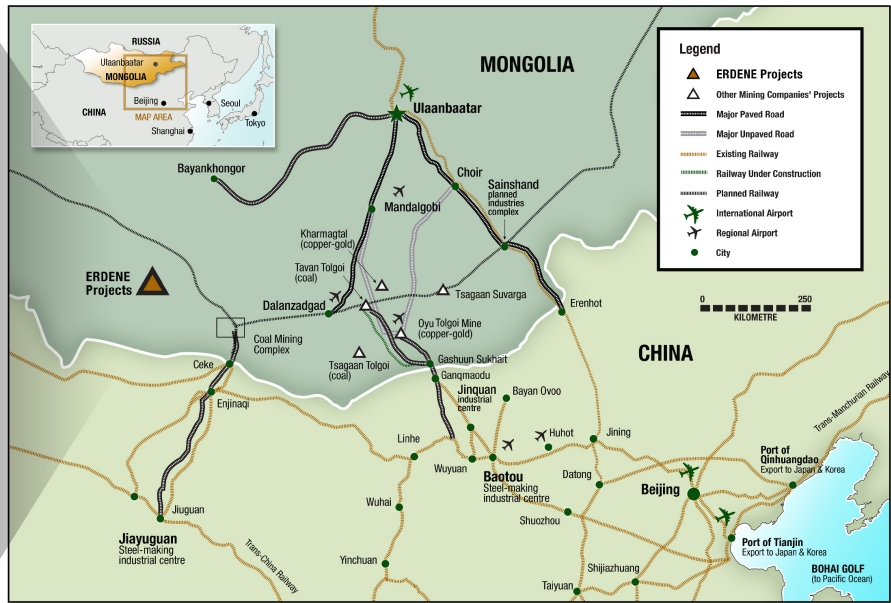 RUSSIA
Ulaanbaatar
MONGOLIA
CHINA
Beijing
Seoul
MAP AREA
Tokyo
Shanghai
MONGOLIA
Legend
ERDENE Projects
Other Mining Companies' Projects
Major Paved Road
Major Unpaved Road
Existing Railway
Railway Under Construction
Planned Railway
International Airport
Regional Airport
City
0
250
KILOMETRE
Ulaanbaatar
Bayankhongor
Choir
Sainshand
planned
industries
complex
Mandalgobi
Kharmagtal
(copper-gold)
Tavan Tolgoi
(coal)
ERDENE
Projects
Dalanzadgad
Tsagaan Suvarga
Erenhot
Oyu Tolgoi Mine
(copper-gold)
Coal Mining
Complex
Tsagaan Tolgoi
(coal)
CHINA
Ceke
Gashuun Sukhait
Ganqmaodu
Enjinaqi
Jinquan
industrial
centre
Bayan Ovoo
Trans-Manchurian Railway
Linhe
Huhot
Jining
Wuyuan
Baotou
Steel-making
industrial centre
Datong
Port of
Qinhuangdao
Export to Japan & Korea
Beijing
Wuhai
Jiuguan
Shuozhou
Jiayuguan
Steel-making
industrial centre
Port of Tianjin
Export to Japan & Korea
Trans-China Railway
Yinchuan
Shijiazhuang
BOHAI GOLF
(to Pacific Ocean)
Taiyuan